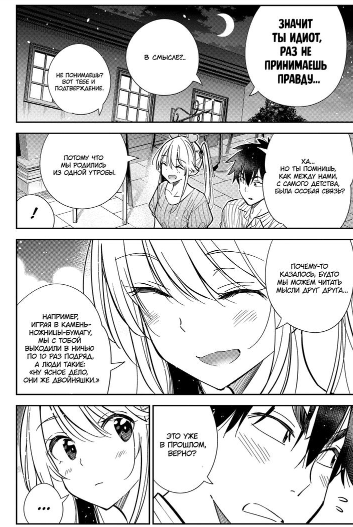 ЗНАЧИТ
ТЫ ИДИОТ,
РАЗ НЕ
ПРИНИМАЕШЬ
ПРАВДУ...
В СМЫСЛЕ?..
НЕ ПОНИМАЕШЬ?
ВОТ ТЕБЕ И
ПОДТВЕРЖДЕНИЕ.
ХА...
НО ТЫ ПОМНИШЬ,
КАК МЕЖДУ НАМИ,
С САМОГО ДЕТСТВА,
БЫЛА ОСОБАЯ СВЯЗЬ?
ПОТОМУ ЧТО
МЫ РОДИЛИСЬ
ИЗ ОДНОЙ УТРОБЫ.
!
ПОЧЕМУ-ТО
КАЗАЛОСЬ, БУДТО
МЫ МОЖЕМ ЧИТАТЬ
МЫСЛИ ДРУГ ДРУГА...
НАПРИМЕР,
ИГРАЯ В КАМЕНЬ-
НОЖНИЦЫ-БУМАГУ,
МЫ С ТОБОЙ
ВЫХОДИЛИ В НИЧЬЮ
ПО 10 РАЗ ПОДРЯД,
А ЛЮДИ ТАКИЕ:
«НУ ЯСНОЕ ДЕЛО,
ОНИ ЖЕ ДВОЙНЯШКИ.»
ЭТО УЖЕ
В ПРОШЛОМ,
ВЕРНО?
...